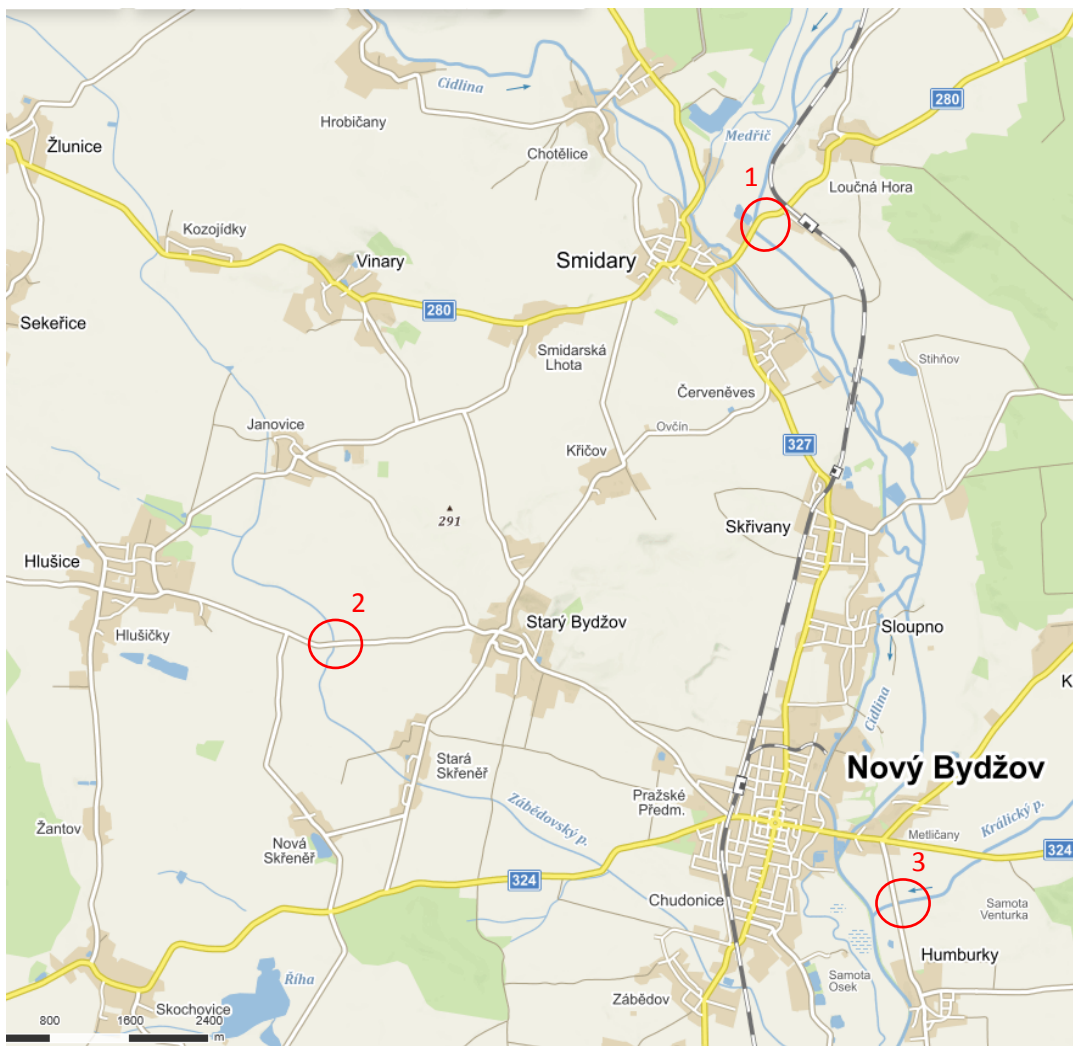 Cidlina
280
Hrobičany
Medříč
Žlunice
Chotělice
1
Loučná Hora
Kozojídky
Vinary
Smidary
280
Sekeřice
Smidarská
Lhota
Stihňov
Červeněves
Janovice
Ovčín
Křičov
327
291
Skřivany
Hlušice
2
Starý Bydžov
Sloupno
Hlušičky
K
Cidlina
Stará
Skřeněř
Nový Bydžov
Pražské
Předm.
Zábědovský p.
Králický p.
Žantov
Nová
Skřeněř
Metličany
324
3
324
Chudonice
Samota
Venturka
Humburky
Říha
Samota
Osek
Zábědov
Skochovice
800 1600 2400
m